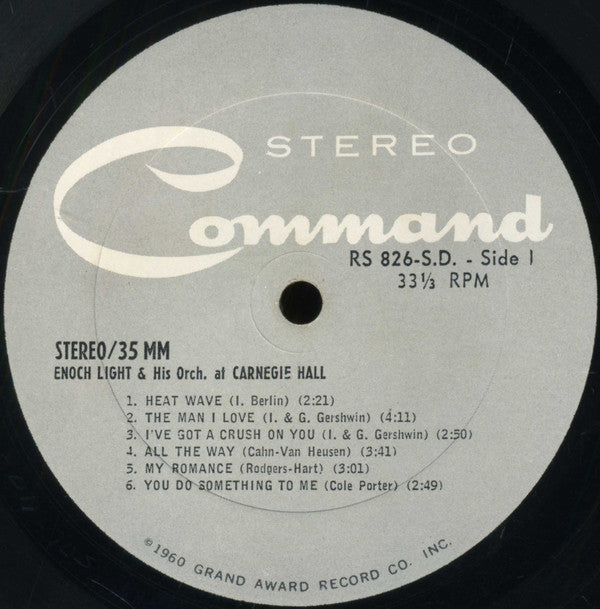 STEREO
Command
RS 826-S.D. - Side 1
33⅓ RPM
STEREO/35 MM
ENOCH LIGHT & His Orch. at CARNEGIE HALL
1. HEAT WAVE (I. Berlin) (2:21)
2. THE MAN I LOVE (I. & G. Gershwin) (4:11)
3. I'VE GOT A CRUSH ON YOU (I. & G. Gershwin) (2:50)
4. ALL THE WAY (Cahn-Van Heusen) (3:41)
5. MY ROMANCE (Rodgers-Hart) (3:01)
6. YOU DO SOMETHING TO ME (Cole Porter) (2:49)
©1960 GRAND AWARD RECORD CO. INC.